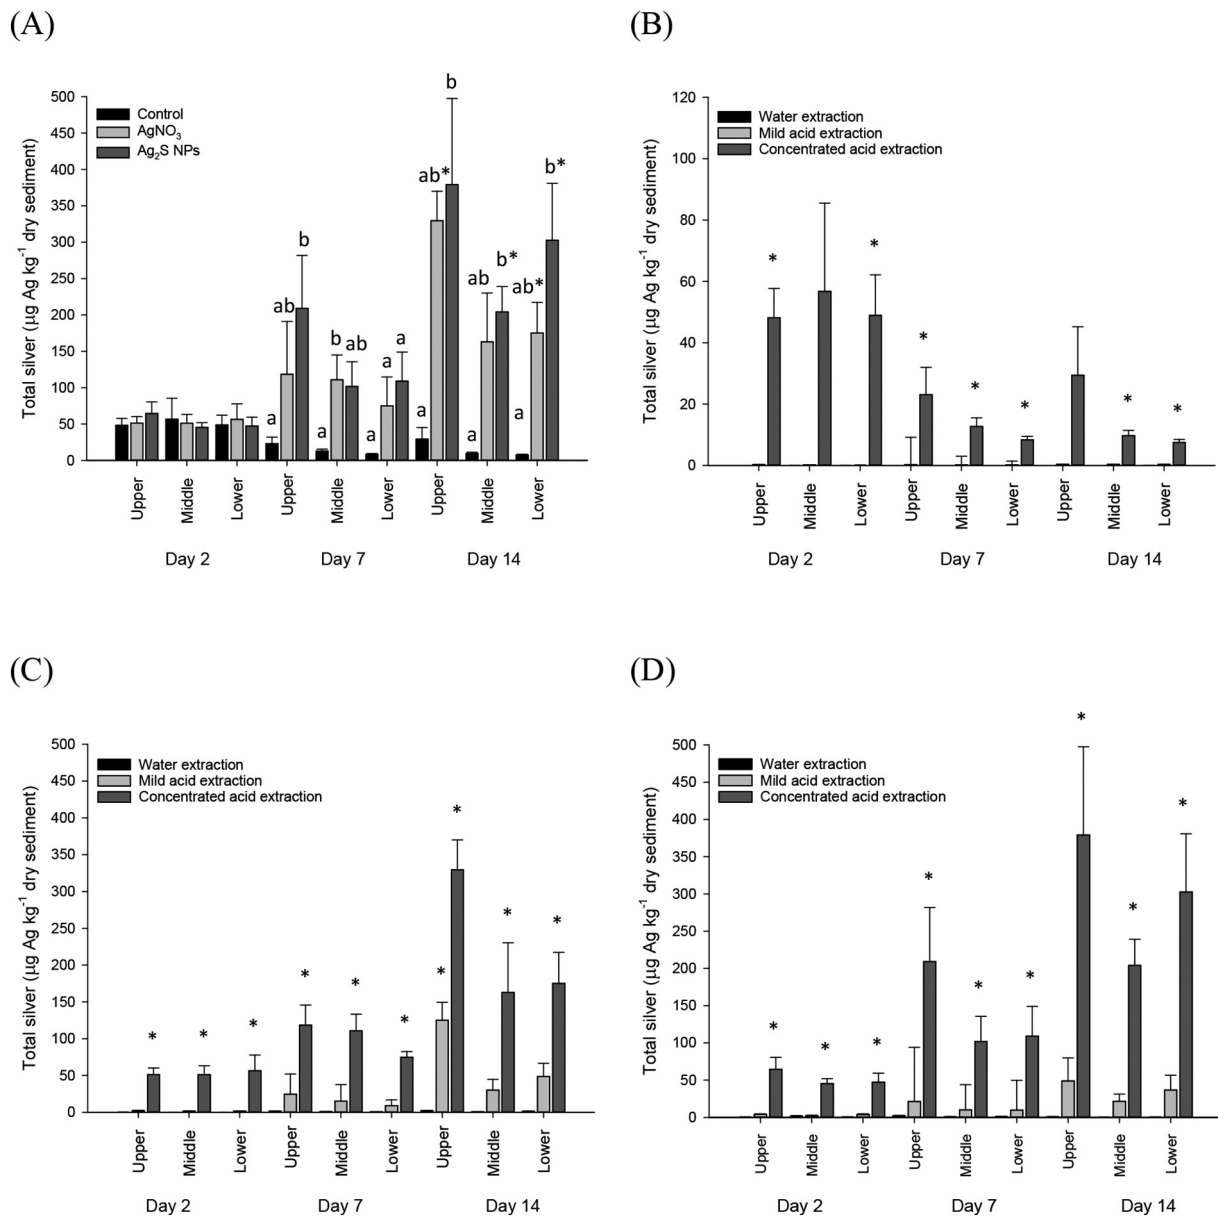 (A)
Total silver (µg Ag kg⁻¹ dry sediment)
500
450
400
350
300
250
200
150
100
50
0
Control
AgNO₃
Ag₂S NPs
a
ab
b
a
b
ab
a
a
a
a
ab*
b
a
ab
b*
a
ab*
b*
Upper
Middle
Lower
Upper
Middle
Lower
Upper
Middle
Lower
Day 2
Day 7
Day 14
(B)
Total silver (µg Ag kg⁻¹ dry sediment)
120
100
80
60
40
20
0
Water extraction
Mild acid extraction
Concentrated acid extraction
*
*
*
*
*
*
*
Upper
Middle
Lower
Upper
Middle
Lower
Upper
Middle
Lower
Day 2
Day 7
Day 14
(C)
Total silver (µg Ag kg⁻¹ dry sediment)
500
450
400
350
300
250
200
150
100
50
0
Water extraction
Mild acid extraction
Concentrated acid extraction
*
*
*
*
*
*
*
*
*
*
Upper
Middle
Lower
Upper
Middle
Lower
Upper
Middle
Lower
Day 2
Day 7
Day 14
(D)
Total silver (µg Ag kg⁻¹ dry sediment)
500
450
400
350
300
250
200
150
100
50
0
Water extraction
Mild acid extraction
Concentrated acid extraction
*
*
*
*
*
*
*
*
*
Upper
Middle
Lower
Upper
Middle
Lower
Upper
Middle
Lower
Day 2
Day 7
Day 14